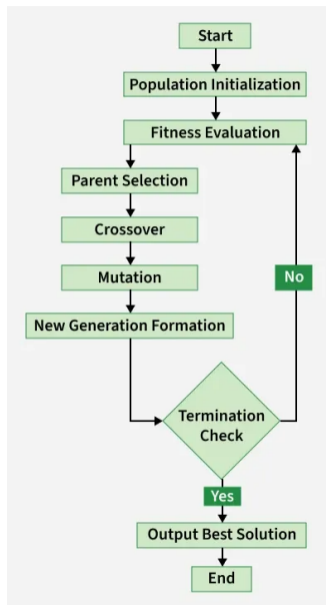 Start
Population Initialization
Fitness Evaluation
Parent Selection
Crossover
Mutation
No
New Generation Formation
Termination
Check
Yes
Output Best Solution
End